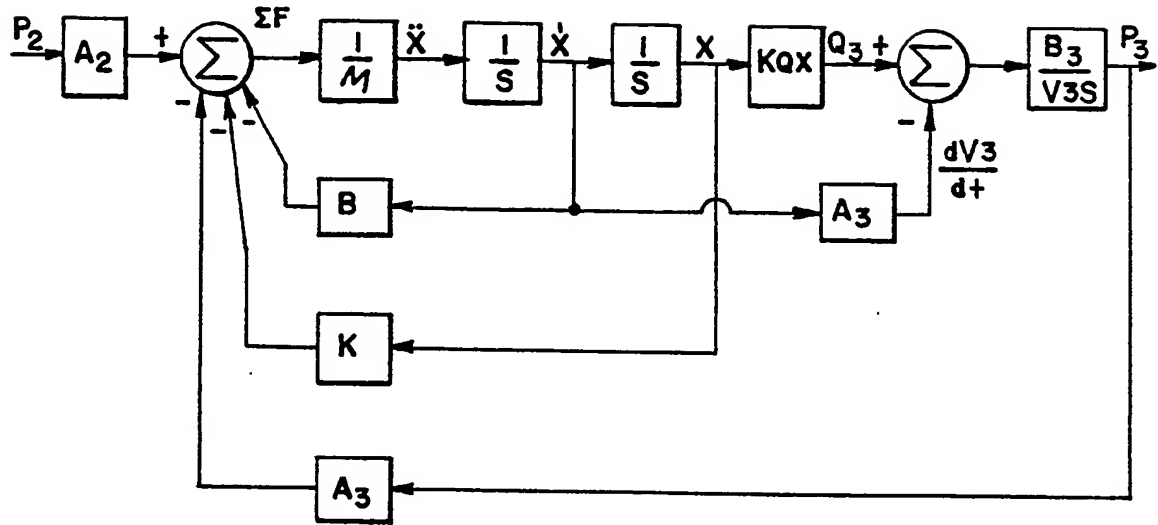 P2
A2
+
Σ
ΣF
1
M
Ẍ
1
S
Ẋ
1
S
X
KQX
Q3
+
Σ
B3
V3S
P3
-
-
-
-
dV3
dt
B
A3
K
A3